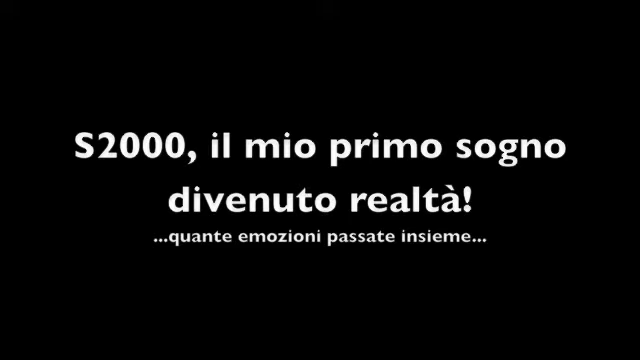 S2000, il mio primo sogno
divenuto realtà!
...quante emozioni passate insieme...